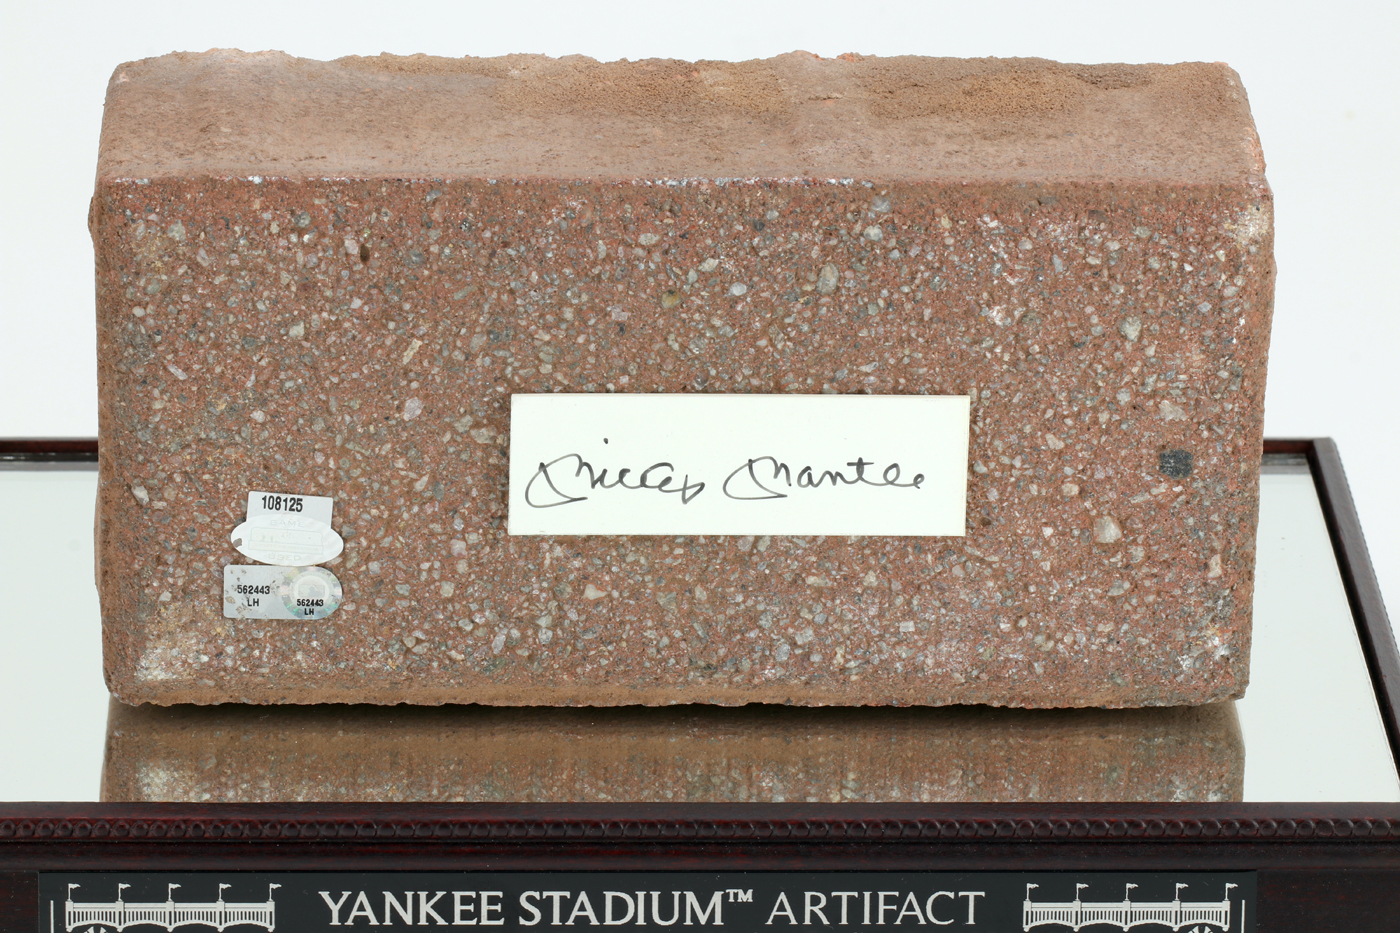 Mickey Mantle
108125
562443
LH
562443
LH
YANKEE STADIUM™ ARTIFACT